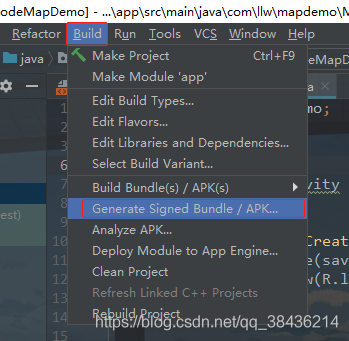 odeMapDemo] - ...\app\src\main\java\com\llw\mapdemo\M
Refactor Build Run Tools VCS Window Help
java
Make Project Ctrl+F9
Make Module 'app'
Edit Build Types...
Edit Flavors...
Edit Libraries and Dependencies...
Select Build Variant...
Build Bundle(s) / APK(s)
Generate Signed Bundle / APK...
Analyze APK...
Deploy Module to App Engine...
Clean Project
Refresh Linked C++ Projects
Rebuild Project
odeMapD
mo;
ivity
Creat
e(sav
w(R.l
est)
https://blog.csdn.net/qq_38436214